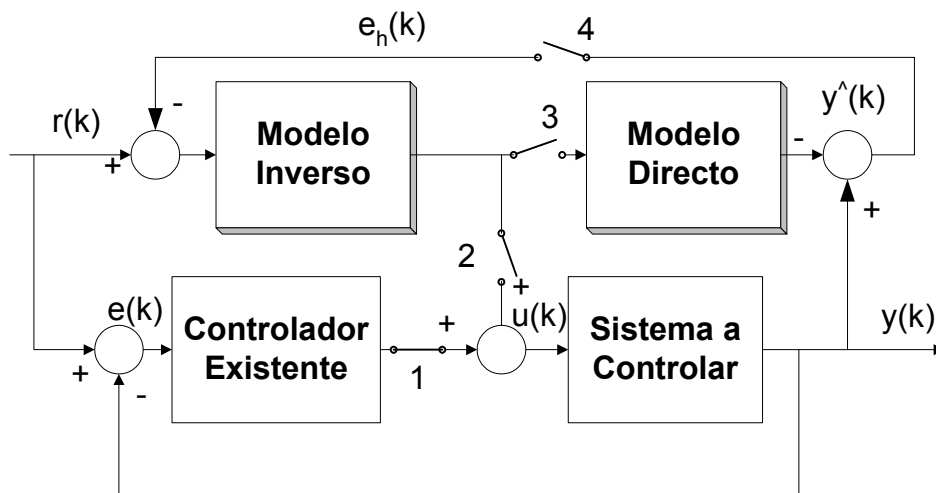 e_h(k)
4
-
r(k)
+
Modelo
Inverso
3
Modelo
Directo
y^(k)
-
+
2
+
e(k)
+
-
Controlador
Existente
+
1
u(k)
Sistema a
Controlar
y(k)